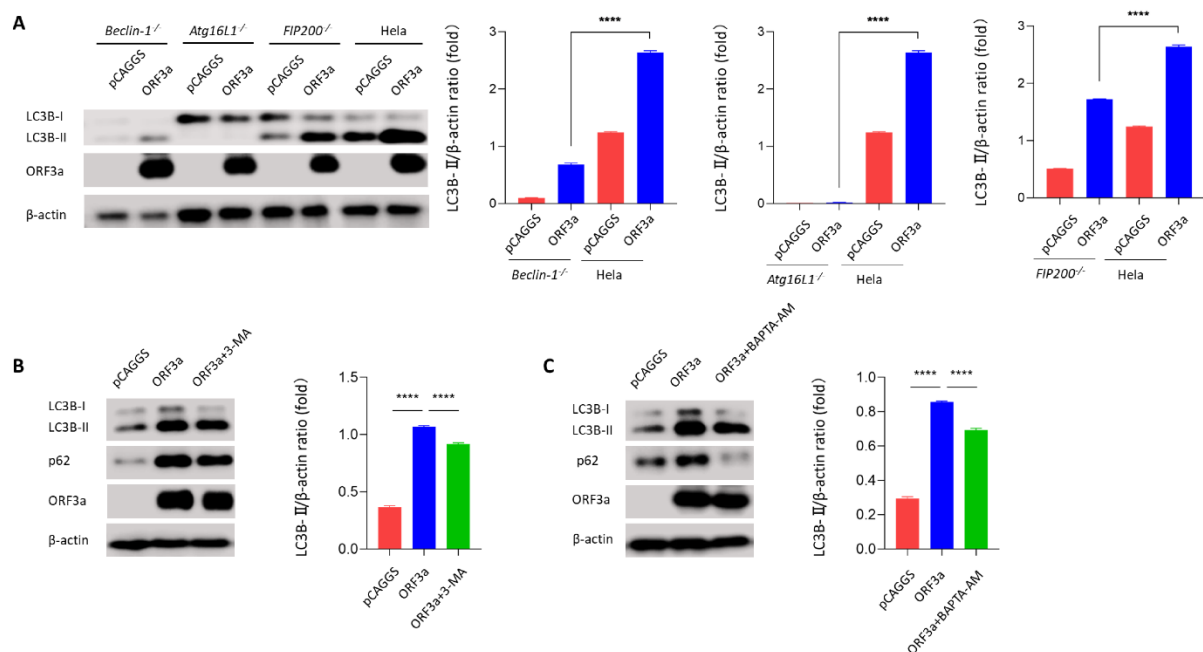 A
Beclin-1-/- Atg16L1-/- FIP200-/- Hela
pCAGGS ORF3a pCAGGS ORF3a pCAGGS ORF3a pCAGGS ORF3a
LC3B-I
LC3B-II
ORF3a
β-actin
LC3B- Ⅱ/β-actin ratio (fold)
3
2
1
0
****
pCAGGS ORF3a pCAGGS ORF3a
Beclin-1-/- Hela
LC3B- Ⅱ/β-actin ratio (fold)
3
2
1
0
****
pCAGGS ORF3a pCAGGS ORF3a
Atg16L1-/- Hela
LC3B- Ⅱ/β-actin ratio (fold)
3
2
1
0
****
pCAGGS ORF3a pCAGGS ORF3a
FIP200-/- Hela
B
pCAGGS ORF3a ORF3a+3-MA
LC3B-I
LC3B-II
p62
ORF3a
β-actin
LC3B- Ⅱ/β-actin ratio (fold)
1.5
1.0
0.5
0.0
**** ****
pCAGGS ORF3a ORF3a+3-MA
C
pCAGGS ORF3a ORF3a+BAPTA-AM
LC3B-I
LC3B-II
p62
ORF3a
β-actin
LC3B- Ⅱ/β-actin ratio (fold)
1.0
0.8
0.6
0.4
0.2
0.0
**** ****
pCAGGS ORF3a ORF3a+BAPTA-AM